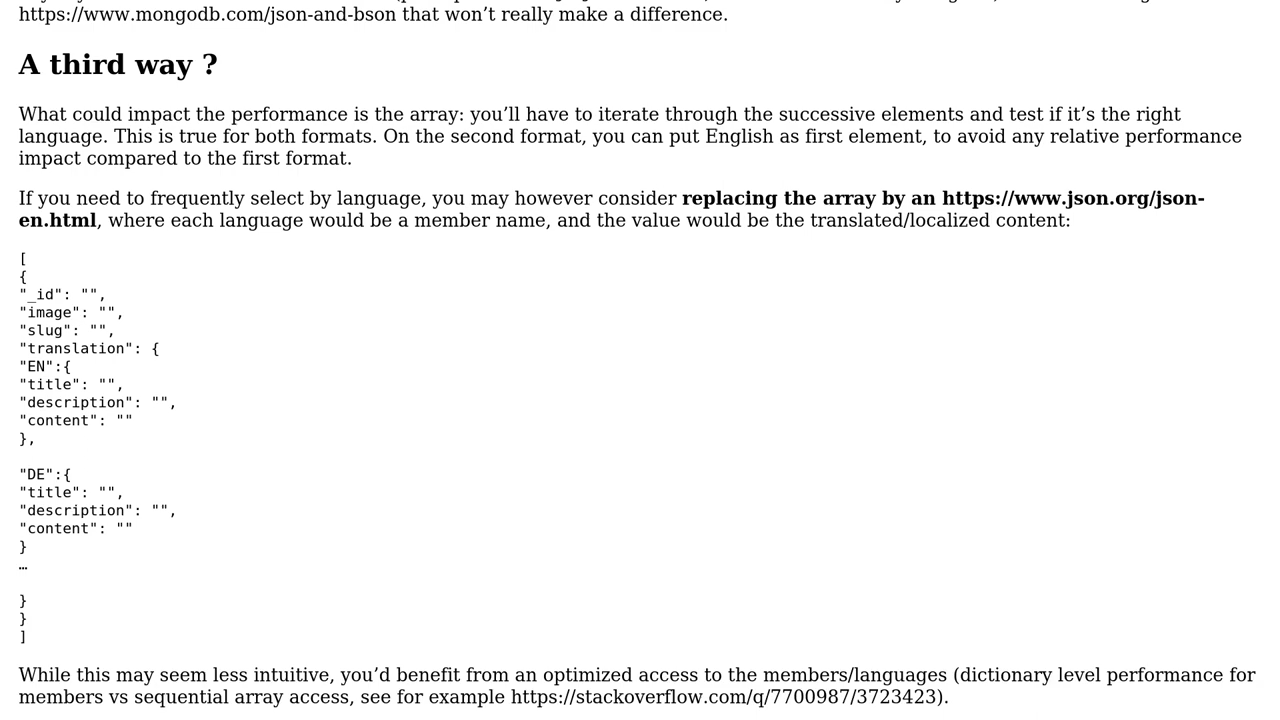 https://www.mongodb.com/json-and-bson that won’t really make a difference.
A third way ?
What could impact the performance is the array: you’ll have to iterate through the successive elements and test if it’s the right
language. This is true for both formats. On the second format, you can put English as first element, to avoid any relative performance
impact compared to the first format.
If you need to frequently select by language, you may however consider replacing the array by an https://www.json.org/json-
en.html, where each language would be a member name, and the value would be the translated/localized content:
[
{
"_id": "",
"image": "",
"slug": "",
"translation": {
"EN":{
"title": "",
"description": "",
"content": ""
},
"DE":{
"title": "",
"description": "",
"content": ""
}
…
}
}
]
While this may seem less intuitive, you’d benefit from an optimized access to the members/languages (dictionary level performance for
members vs sequential array access, see for example https://stackoverflow.com/q/7700987/3723423).